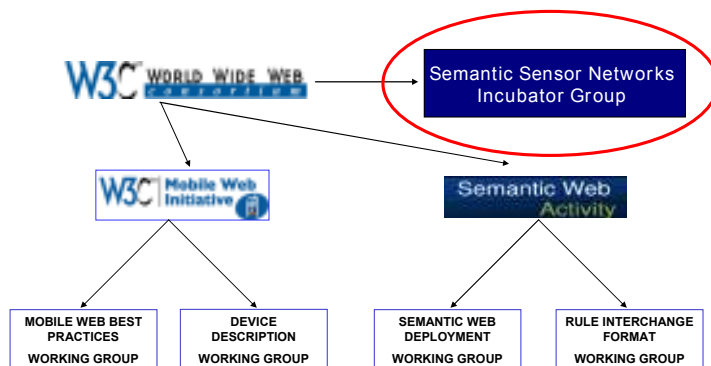 W3C WORLD WIDE WEB
consortium
Semantic Sensor Networks
Incubator Group
W3C Mobile Web
Initiative
Semantic Web
Activity
MOBILE WEB BEST
PRACTICES
WORKING GROUP
DEVICE
DESCRIPTION
WORKING GROUP
SEMANTIC WEB
DEPLOYMENT
WORKING GROUP
RULE INTERCHANGE
FORMAT
WORKING GROUP